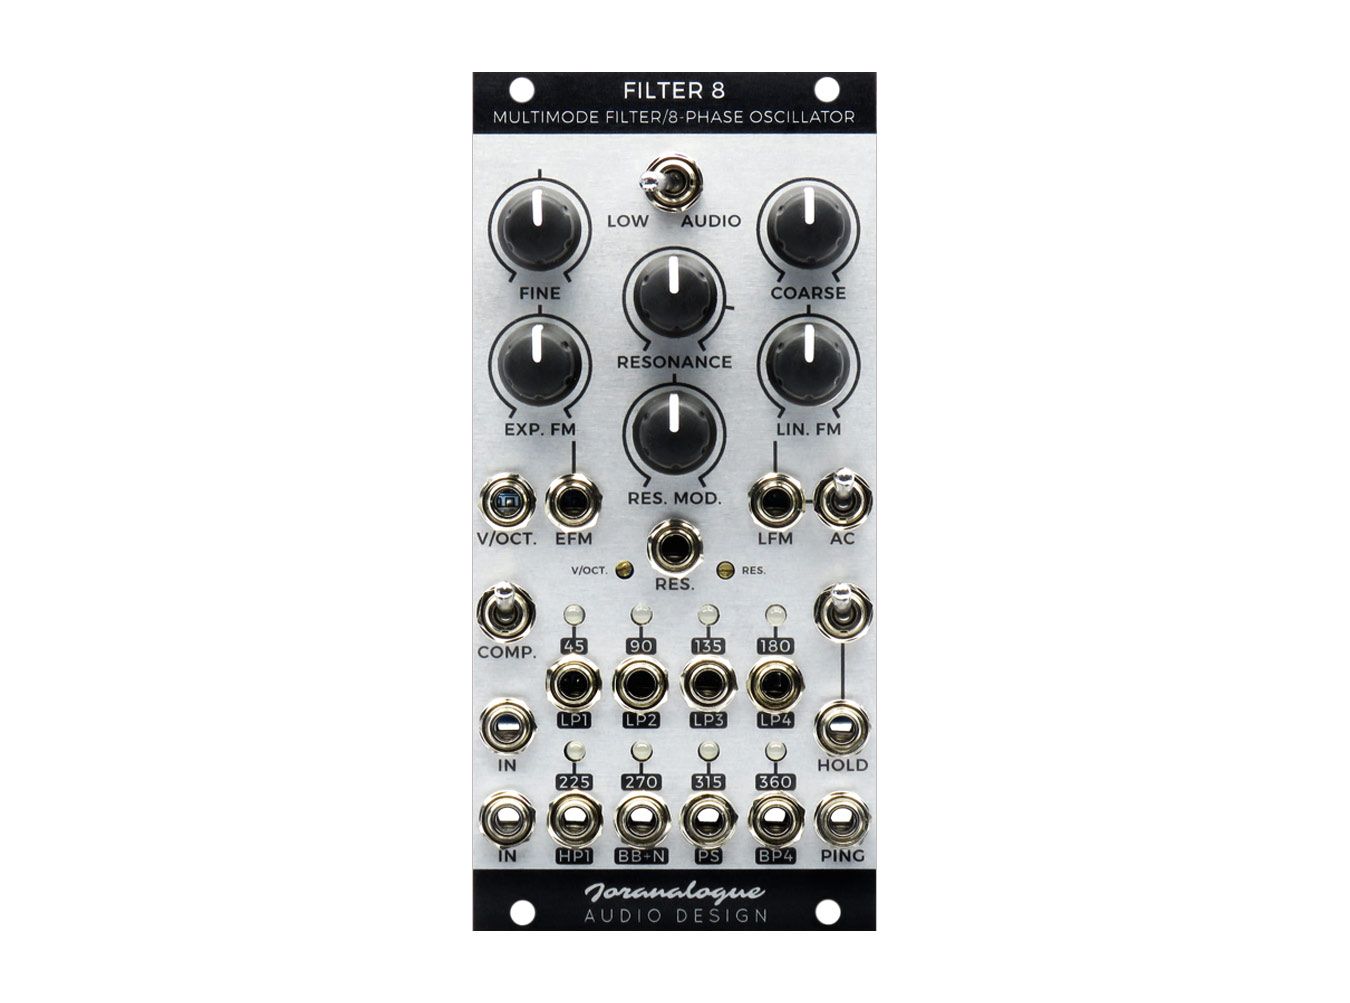 FILTER 8
MULTIMODE FILTER/8-PHASE OSCILLATOR
LOW AUDIO
FINE COARSE
RESONANCE
EXP. FM LIN. FM
RES. MOD.
V/OCT. EFM LFM AC
V/OCT. RES.
RES.
45 90 135 180
COMP.
LP1 LP2 LP3 LP4
IN HOLD
225 270 315 360
IN HP1 BB+N PS BP4 PING
Joranalogue
AUDIO DESIGN